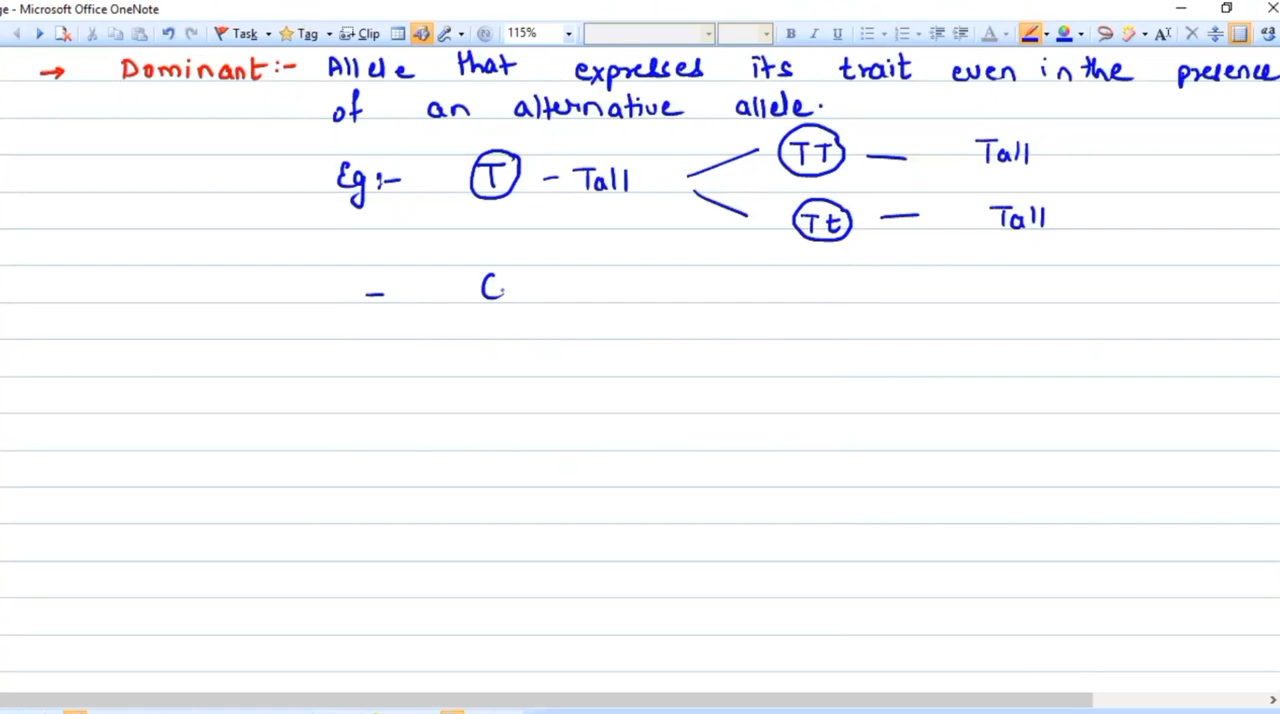 ge - Microsoft Office OneNote
Task Tag Clip 115% B I U A
→ Dominant:- Allele that expresses its trait even in the presence
of an alternative allele.
Eg:- T - Tall TT — Tall
Tt — Tall
- C